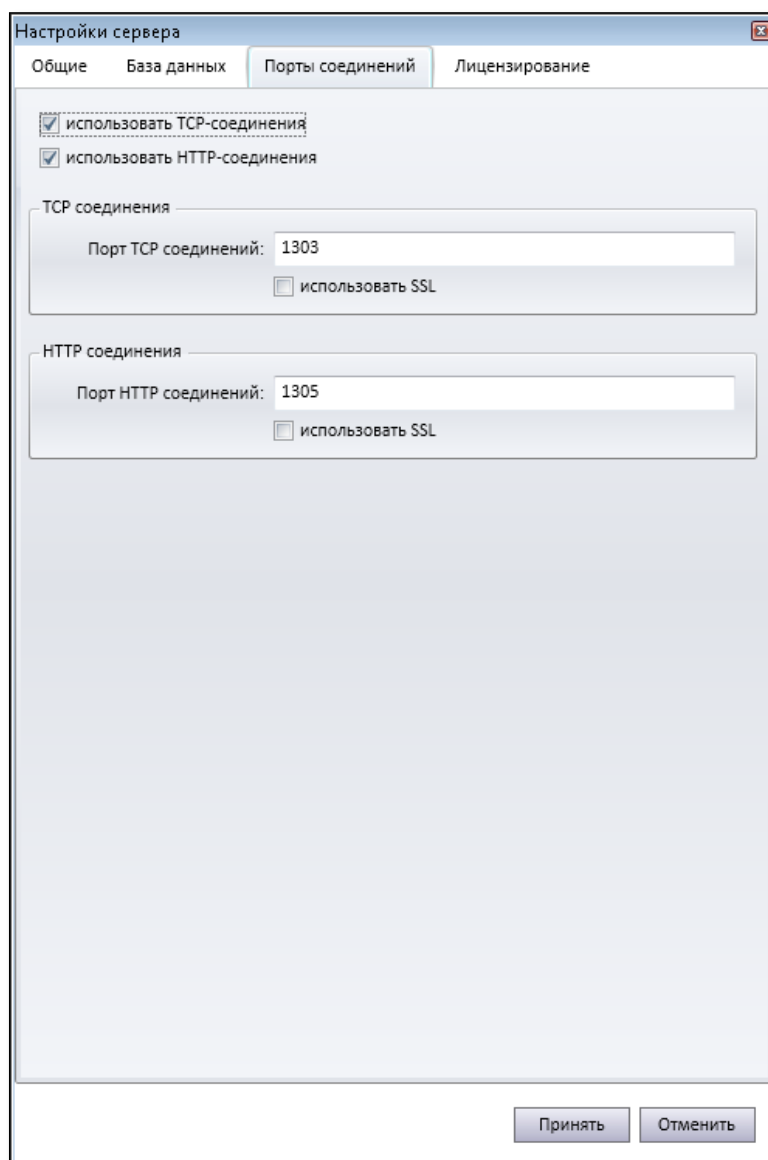 Настройки сервера
Общие База данных Порты соединений Лицензирование
использовать TCP-соединения
использовать HTTP-соединения
TCP соединения
Порт TCP соединений: 1303
использовать SSL
HTTP соединения
Порт HTTP соединений: 1305
использовать SSL
Принять Отменить